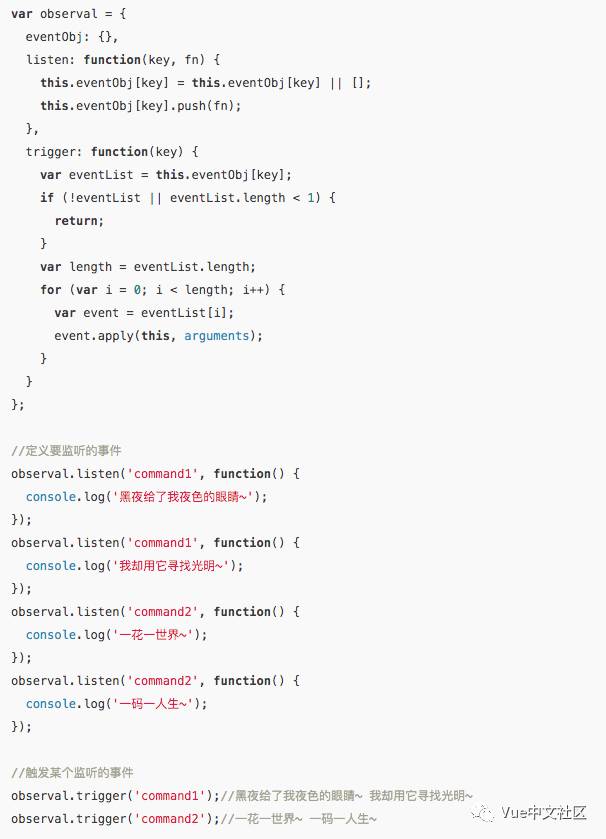 var observal = {
  eventObj: {},
  listen: function(key, fn) {
    this.eventObj[key] = this.eventObj[key] || [];
    this.eventObj[key].push(fn);
  },
  trigger: function(key) {
    var eventList = this.eventObj[key];
    if (!eventList || eventList.length < 1) {
      return;
    }
    var length = eventList.length;
    for (var i = 0; i < length; i++) {
      var event = eventList[i];
      event.apply(this, arguments);
    }
  }
};

//定义要监听的事件
observal.listen('command1', function() {
  console.log('黑夜给了我夜色的眼睛~');
});
observal.listen('command1', function() {
  console.log('我却用它寻找光明~');
});
observal.listen('command2', function() {
  console.log('一花一世界~');
});
observal.listen('command2', function() {
  console.log('一码一人生~');
});

//触发某个监听的事件
observal.trigger('command1');//黑夜给了我夜色的眼睛~ 我却用它寻找光明~
observal.trigger('command2');//一花一世界~ 一码一人生~
Vue中文社区